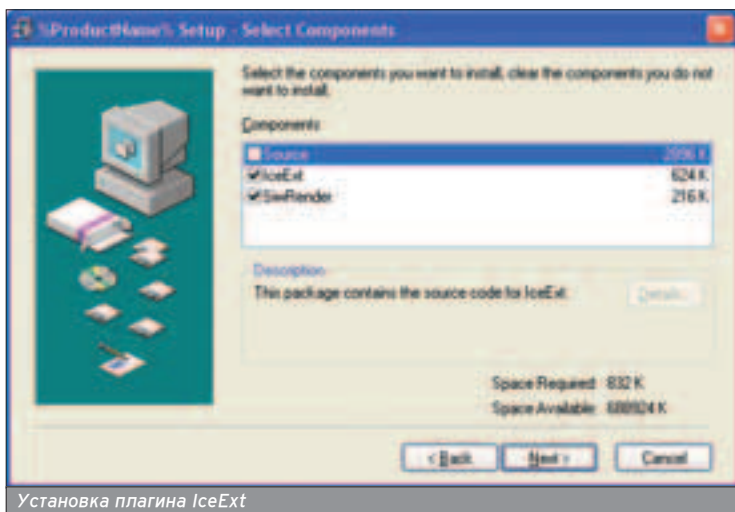 %ProductName% Setup - Select Components
Select the components you want to install, clear the components you do not
want to install.
Components
Source 2896 K
IceExt 624 K
SiwRender 216 K
Description
This package contains the source code for IceExt.
Details...
Space Required: 832 K
Space Available: K
< Back
Next >
Cancel
Установка плагина IceExt